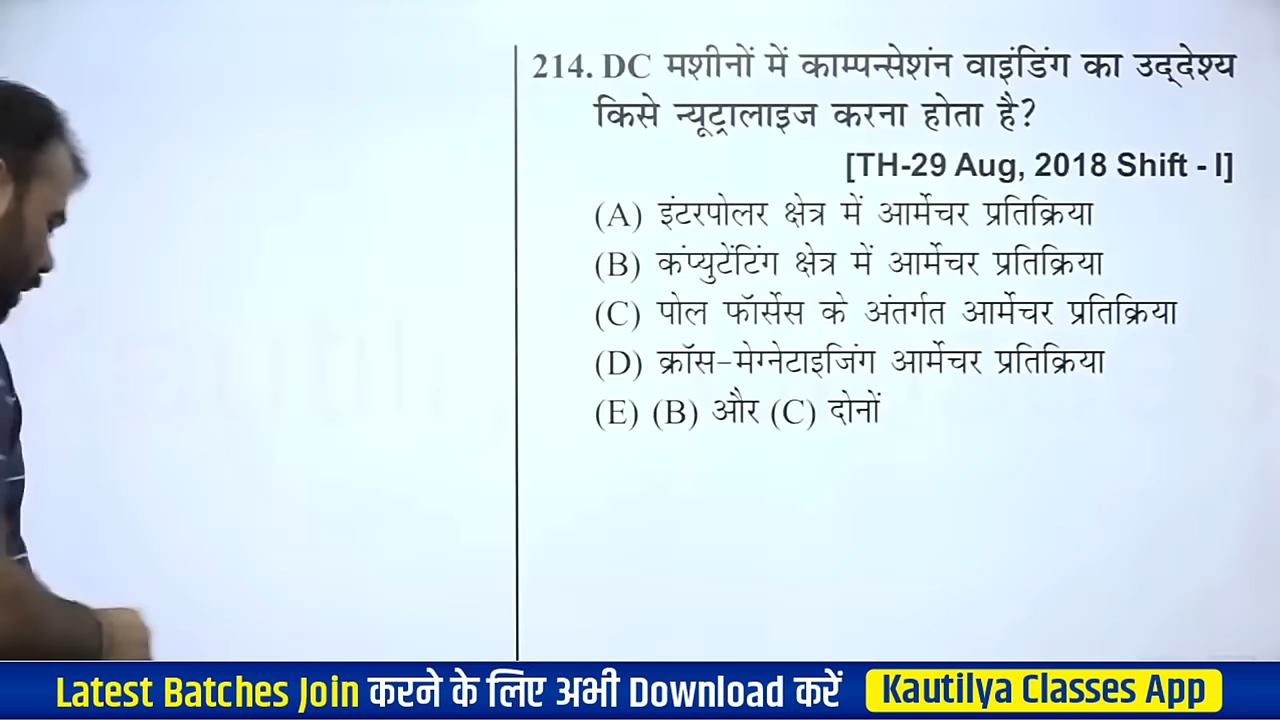 214. DC मशीनों में काम्पन्सेशंन वाइंडिंग का उद्देश्य
किसे न्यूट्रालाइज करना होता है?
[TH-29 Aug, 2018 Shift - I]
(A) इंटरपोलर क्षेत्र में आर्मेचर प्रतिक्रिया
(B) कंप्युटेंटिंग क्षेत्र में आर्मेचर प्रतिक्रिया
(C) पोल फॉर्सेस के अंतर्गत आर्मेचर प्रतिक्रिया
(D) क्रॉस-मेग्नेटाइजिंग आर्मेचर प्रतिक्रिया
(E) (B) और (C) दोनों
Latest Batches Join करने के लिए अभी Download करें Kautilya Classes App